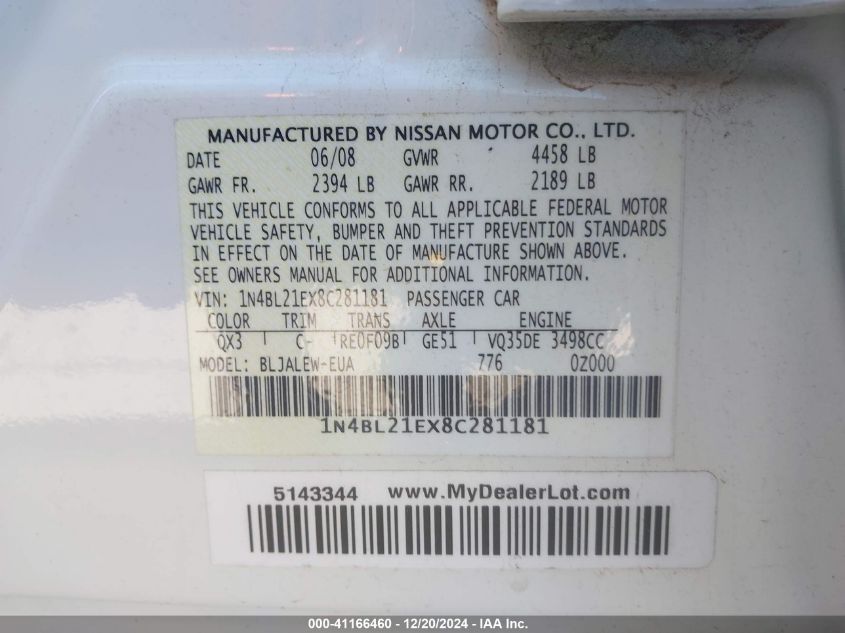 MANUFACTURED BY NISSAN MOTOR CO., LTD.
DATE 06/08 GVWR 4458 LB
GAWR FR. 2394 LB GAWR RR. 2189 LB
THIS VEHICLE CONFORMS TO ALL APPLICABLE FEDERAL MOTOR
VEHICLE SAFETY, BUMPER AND THEFT PREVENTION STANDARDS
IN EFFECT ON THE DATE OF MANUFACTURE SHOWN ABOVE.
SEE OWNERS MANUAL FOR ADDITIONAL INFORMATION.
VIN: 1N4BL21EX8C281181 PASSENGER CAR
COLOR TRIM TRANS AXLE ENGINE
QX3 C- RE0F09B GE51 VQ35DE 3498CC
MODEL: BLJALEW-EUA 776 0Z000
1N4BL21EX8C281181
5143344 www.MyDealerLot.com
000-41166460 - 12/20/2024 - IAA Inc.